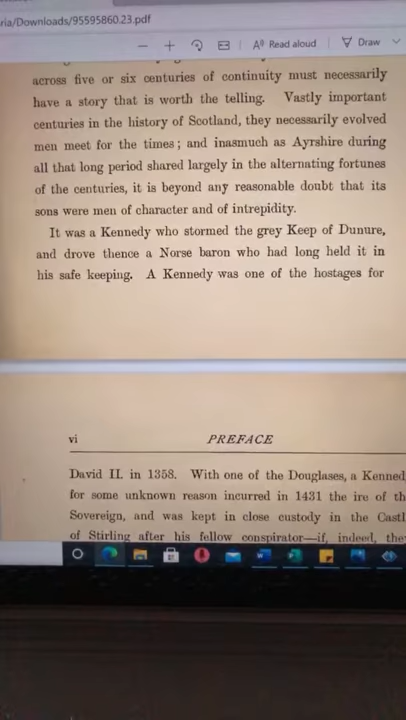 ria/Downloads/95595860.23.pdf
Read aloud
Draw
across five or six centuries of continuity must necessarily
have a story that is worth the telling. Vastly important
centuries in the history of Scotland, they necessarily evolved
men meet for the times; and inasmuch as Ayrshire during
all that long period shared largely in the alternating fortunes
of the centuries, it is beyond any reasonable doubt that its
sons were men of character and of intrepidity.
It was a Kennedy who stormed the grey Keep of Dunure,
and drove thence a Norse baron who had long held it in
his safe keeping. A Kennedy was one of the hostages for
vi PREFACE
David II. in 1358. With one of the Douglases, a Kenned
for some unknown reason incurred in 1431 the ire of th
Sovereign, and was kept in close custody in the Castl
of Stirling after his fellow conspirator—if, indeed, the